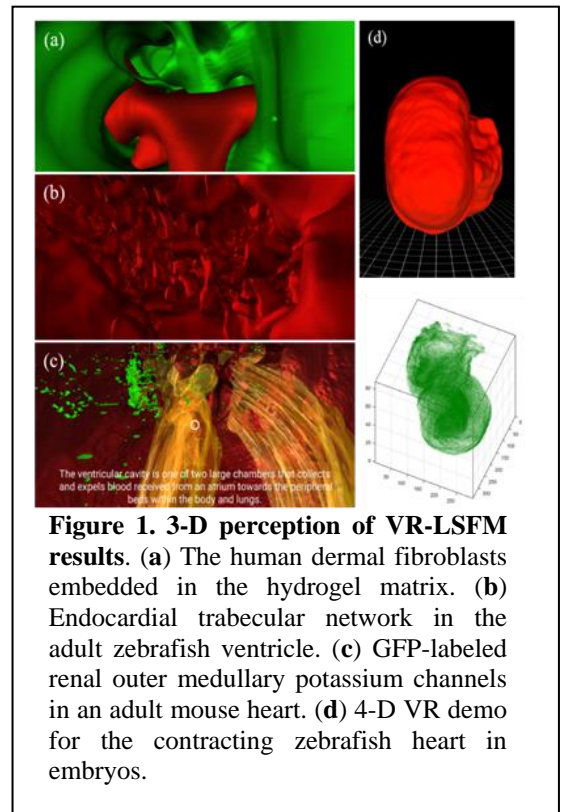 (a)
(d)
(b)
(c)
The ventricular cavity is one of two large chambers that collects
and expels blood received from an atrium towards the peripheral
beds within the body and lungs.
Figure 1. 3-D perception of VR-LSFM
results. (a) The human dermal fibroblasts
embedded in the hydrogel matrix. (b)
Endocardial trabecular network in the
adult zebrafish ventricle. (c) GFP-labeled
renal outer medullary potassium channels
in an adult mouse heart. (d) 4-D VR demo
for the contracting zebrafish heart in
embryos.